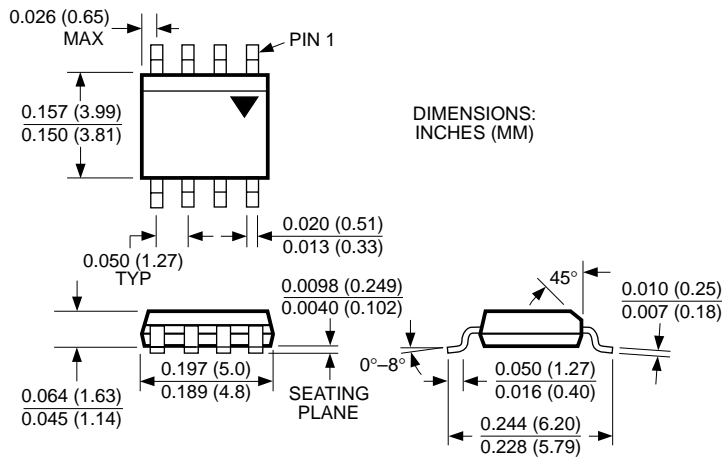 0.026 (0.65)
MAX
PIN 1
0.157 (3.99)
0.150 (3.81)
DIMENSIONS:
INCHES (MM)
0.020 (0.51)
0.013 (0.33)
0.050 (1.27)
TYP
0.0098 (0.249)
0.0040 (0.102)
45°
0.010 (0.25)
0.007 (0.18)
0°–8°
0.064 (1.63)
0.045 (1.14)
0.197 (5.0)
0.189 (4.8)
SEATING
PLANE
0.050 (1.27)
0.016 (0.40)
0.244 (6.20)
0.228 (5.79)